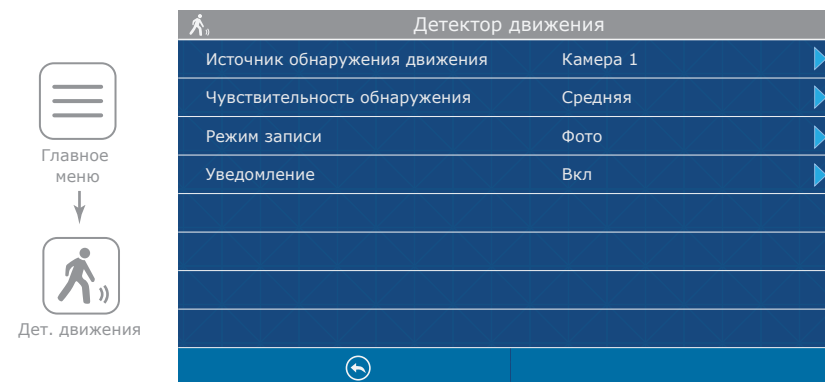 Главное
меню
Дет. движения
Детектор движения
Источник обнаружения движения Камера 1
Чувствительность обнаружения Средняя
Режим записи Фото
Уведомление Вкл